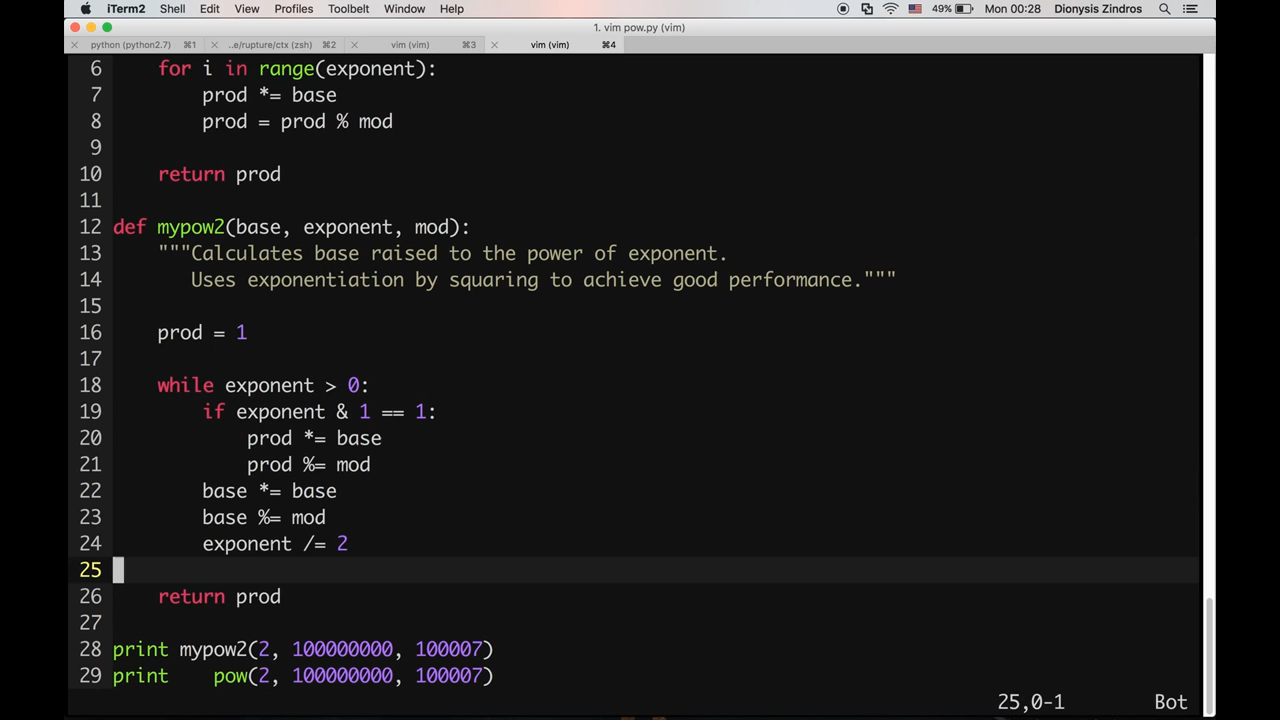 iTerm2 Shell Edit View Profiles Toolbelt Window Help 49% Mon 00:28 Dionysis Zindros
1. vim pow.py (vim)
python (python2.7) ⌘1 ..e/rupture/ctx (zsh) ⌘2 vim (vim) ⌘3 vim (vim) ⌘4
6 for i in range(exponent):
7 prod *= base
8 prod = prod % mod
9
10 return prod
11
12 def mypow2(base, exponent, mod):
13 """Calculates base raised to the power of exponent.
14 Uses exponentiation by squaring to achieve good performance."""
15
16 prod = 1
17
18 while exponent > 0:
19 if exponent & 1 == 1:
20 prod *= base
21 prod %= mod
22 base *= base
23 base %= mod
24 exponent /= 2
25
26 return prod
27
28 print mypow2(2, 100000000, 100007)
29 print pow(2, 100000000, 100007)
25,0-1 Bot